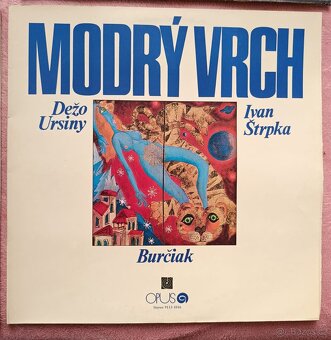 MODRÝ VRCH
Dežo
Ursiny
Ivan
Štrpka
Burčiak
OPUS